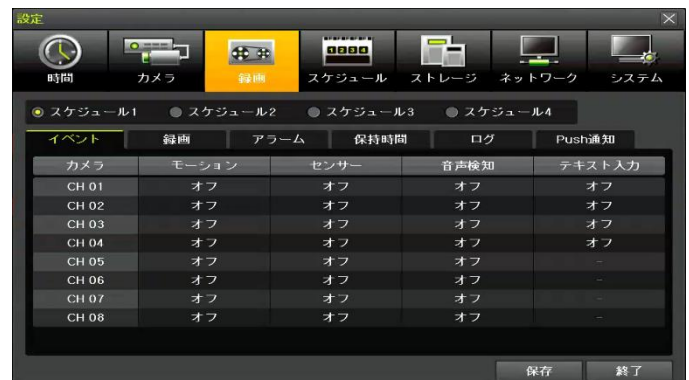 設定
時間 カメラ 録画 スケジュール ストレージ ネットワーク システム
スケジュール1 スケジュール2 スケジュール3 スケジュール4
イベント 録画 アラーム 保持時間 ログ Push通知
カメラ モーション センサー 音声検知 テキスト入力
CH 01 オフ オフ オフ オフ
CH 02 オフ オフ オフ オフ
CH 03 オフ オフ オフ オフ
CH 04 オフ オフ オフ オフ
CH 05 オフ オフ オフ -
CH 06 オフ オフ オフ -
CH 07 オフ オフ オフ -
CH 08 オフ オフ オフ -
保存 終了